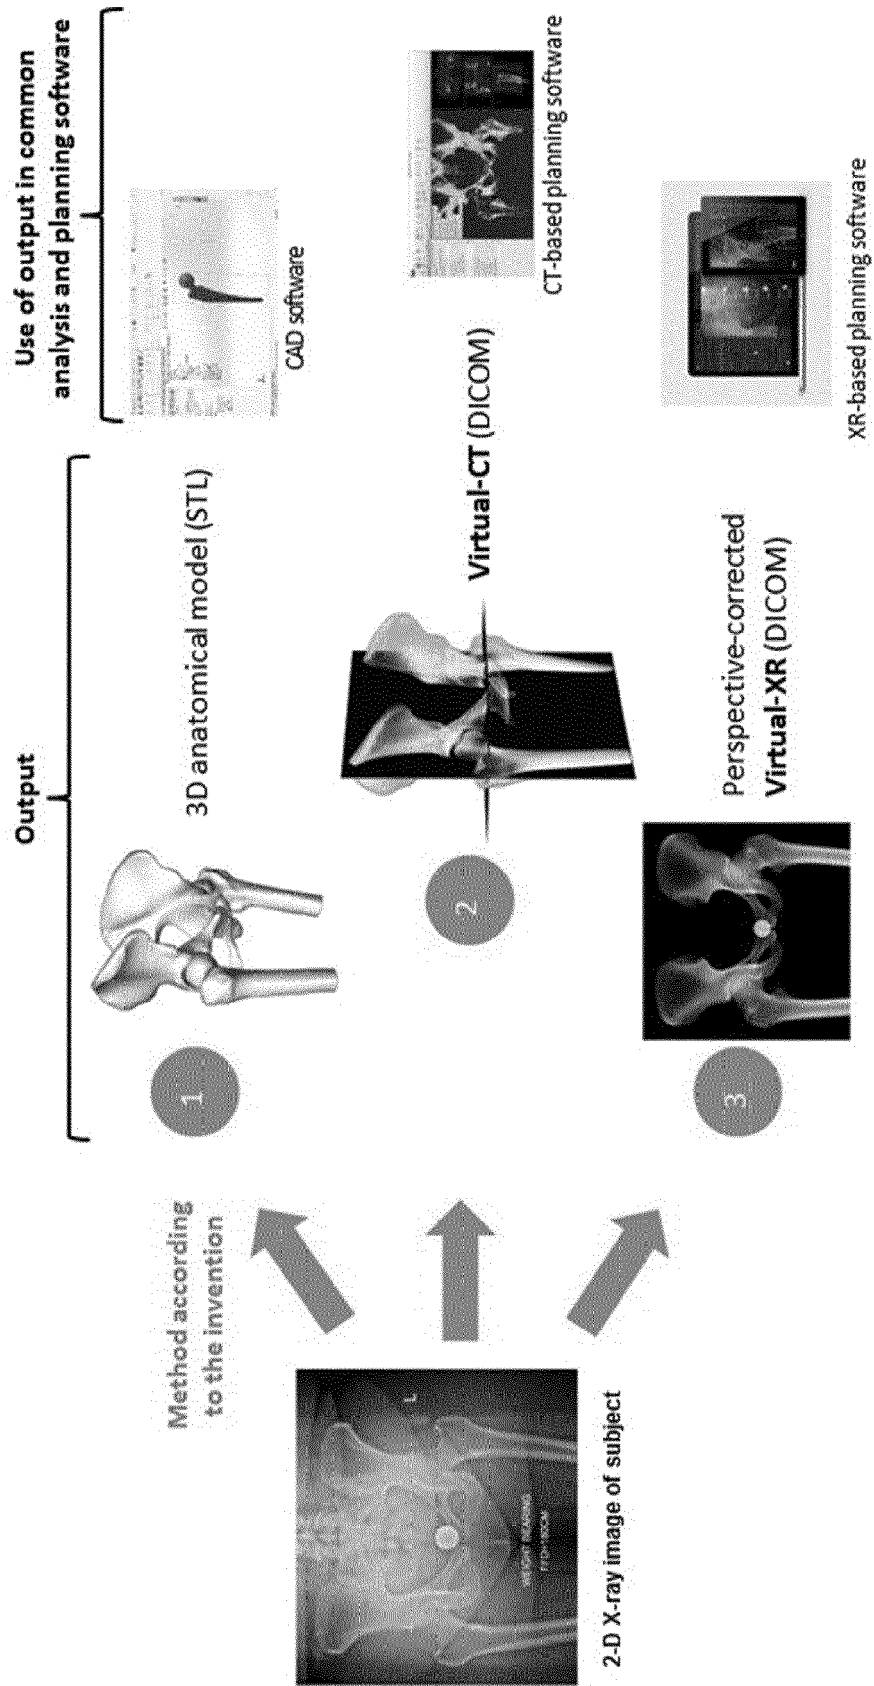 2-D X-ray image of subject
WEIGHT BEARING
L
Method according
to the invention
Output
1
3D anatomical model (STL)
2
Virtual-CT (DICOM)
3
Perspective-corrected
Virtual-XR (DICOM)
Use of output in common
analysis and planning software
CAD software
CT-based planning software
XR-based planning software